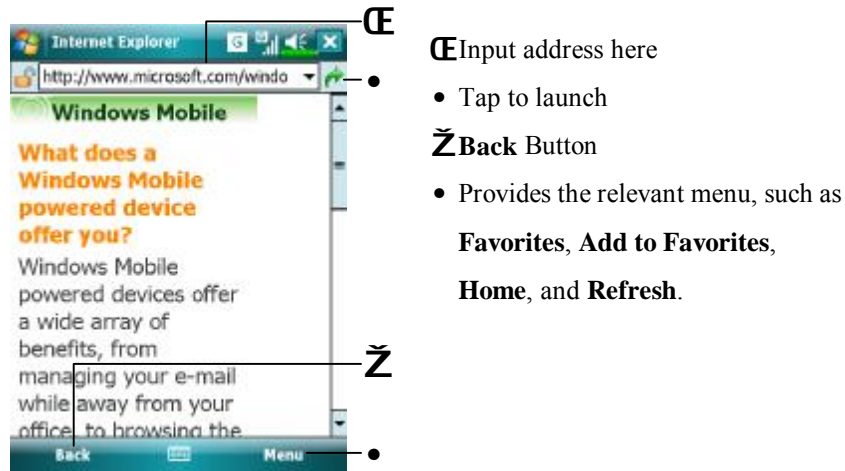 Internet Explorer
http://www.microsoft.com/windo
Windows Mobile
What does a
Windows Mobile
powered device
offer you?
Windows Mobile
powered devices offer
a wide array of
benefits, from
managing your e-mail
while away from your
office, to browsing the
Back
Menu
Œ
●
Ž
●
ŒInput address here
● Tap to launch
ŽBack Button
● Provides the relevant menu, such as
Favorites, Add to Favorites,
Home, and Refresh.